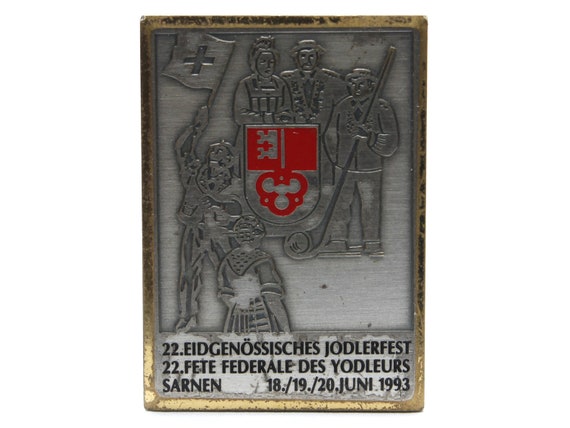 22.EIDGENÖSSISCHES JODLERFEST
22.FETE FEDERALE DES YODLEURS
SARNEN 18./19./20.JUNI 1993